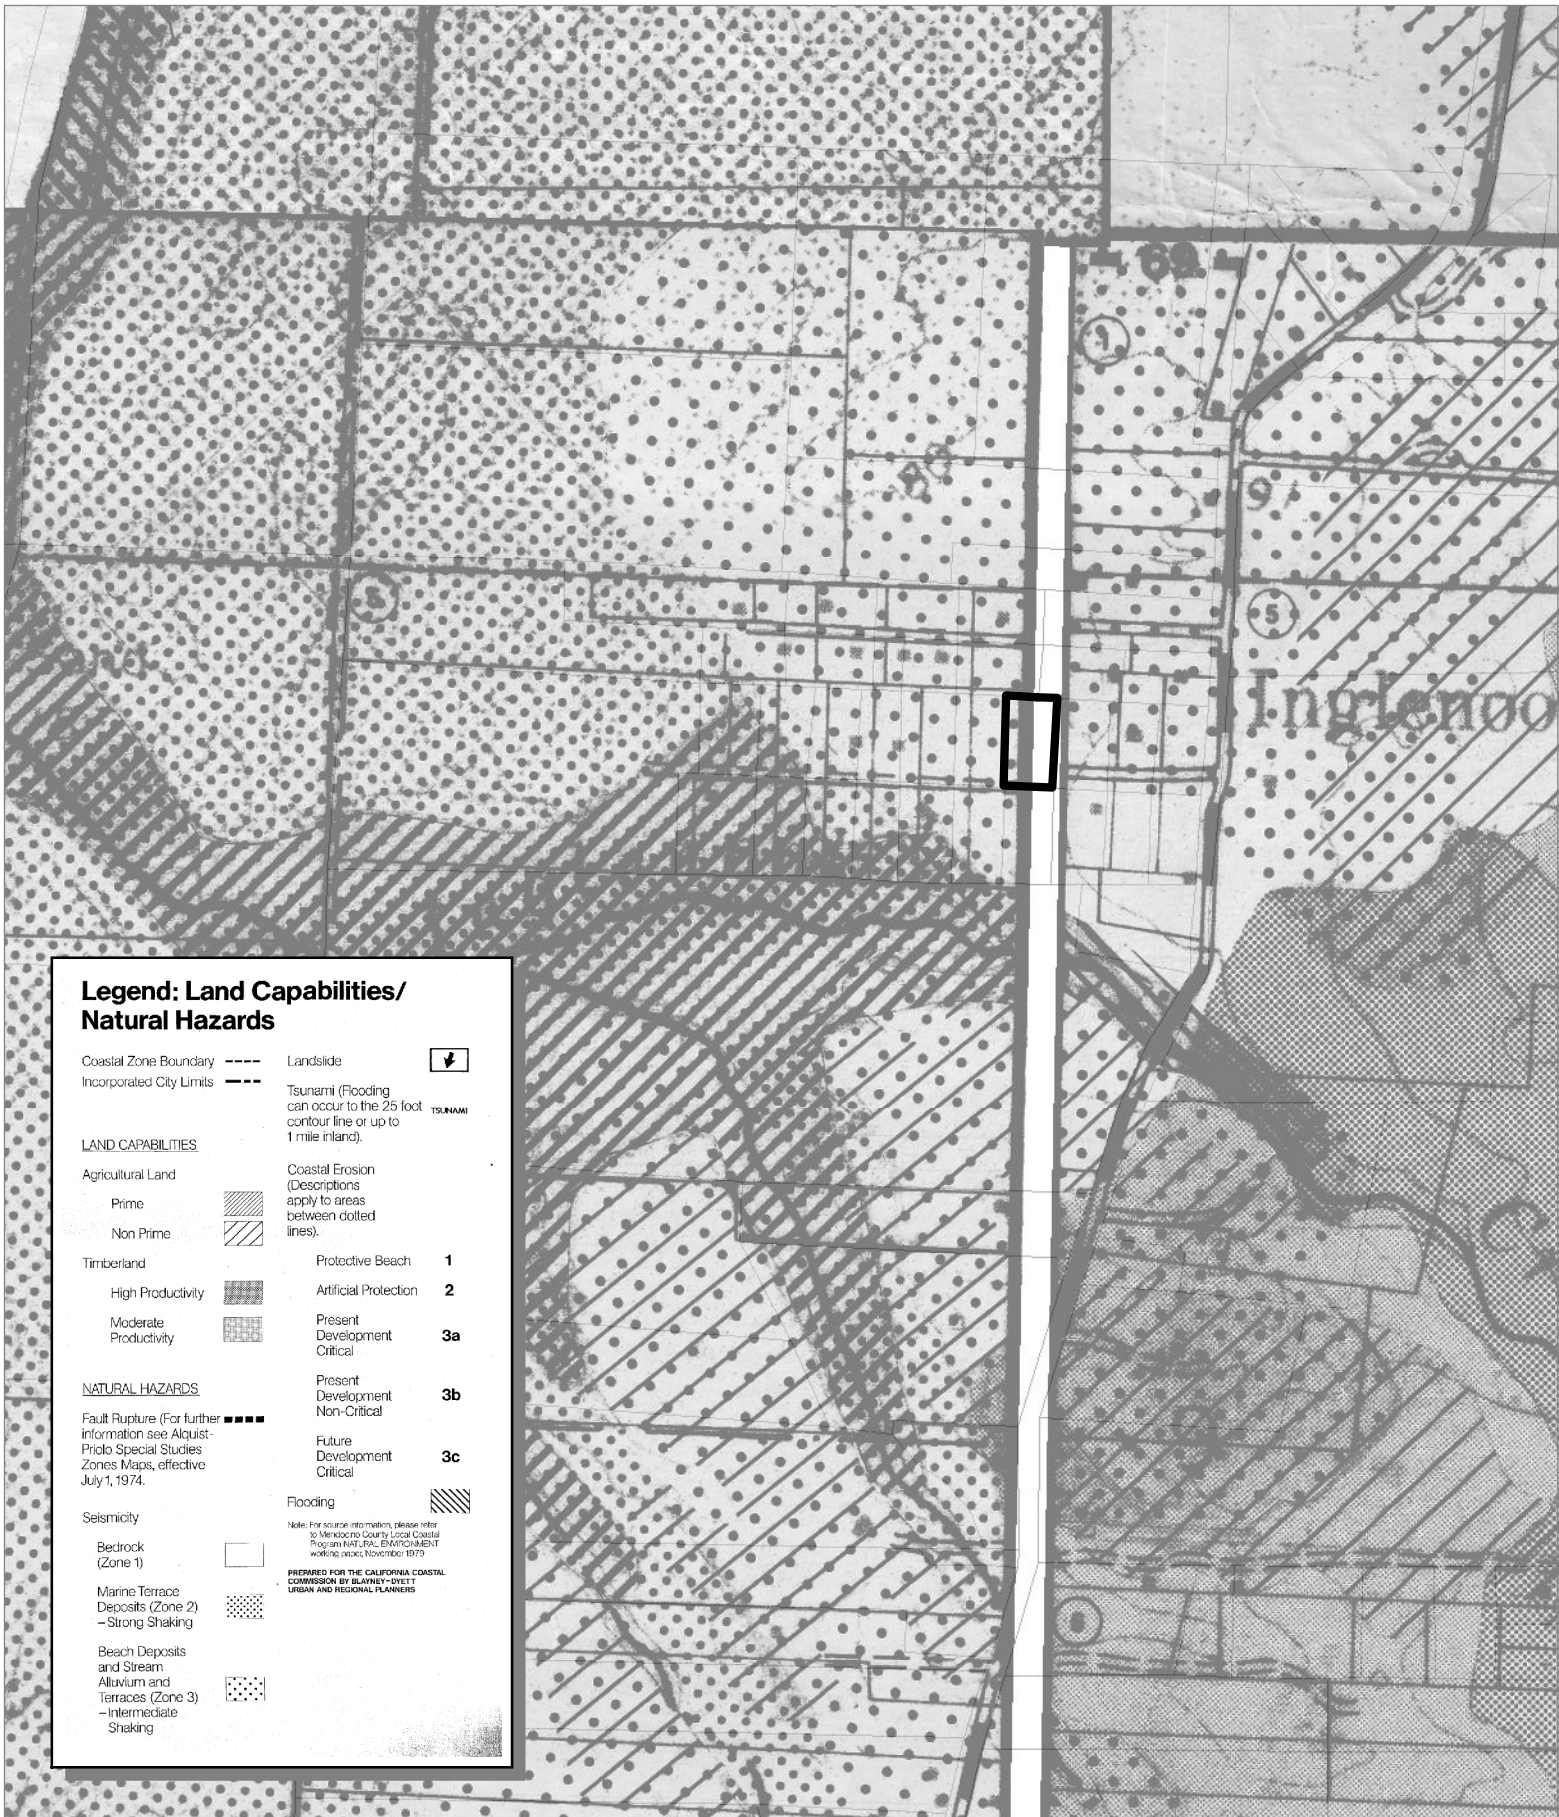 69
1
9
5
Inglenoo
8
Legend: Land Capabilities/
Natural Hazards
Coastal Zone Boundary
Incorporated City Limits
LAND CAPABILITIES
Agricultural Land
Prime
Non Prime
Timberland
High Productivity
Moderate
Productivity
NATURAL HAZARDS
Fault Rupture (For further
information see Alquist-
Priolo Special Studies
Zones Maps, effective
July 1, 1974.
Seismicity
Bedrock
(Zone 1)
Marine Terrace
Deposits (Zone 2)
–Strong Shaking
Beach Deposits
and Stream
Alluvium and
Terraces (Zone 3)
–Intermediate
Shaking
Landslide
Tsunami (Flooding
can occur to the 25 foot
contour line or up to
1 mile inland).
TSUNAMI
Coastal Erosion
(Descriptions
apply to areas
between dotted
lines).
Protective Beach 1
Artificial Protection 2
Present
Development 3a
Critical
Present
Development 3b
Non-Critical
Future
Development 3c
Critical
Flooding
Note: For source information, please refer
to Mendocino County Local Coastal
Program NATURAL ENVIRONMENT
working paper, November 1979
PREPARED FOR THE CALIFORNIA COASTAL
COMMISSION BY BLAYNEY–DYETT
URBAN AND REGIONAL PLANNERS